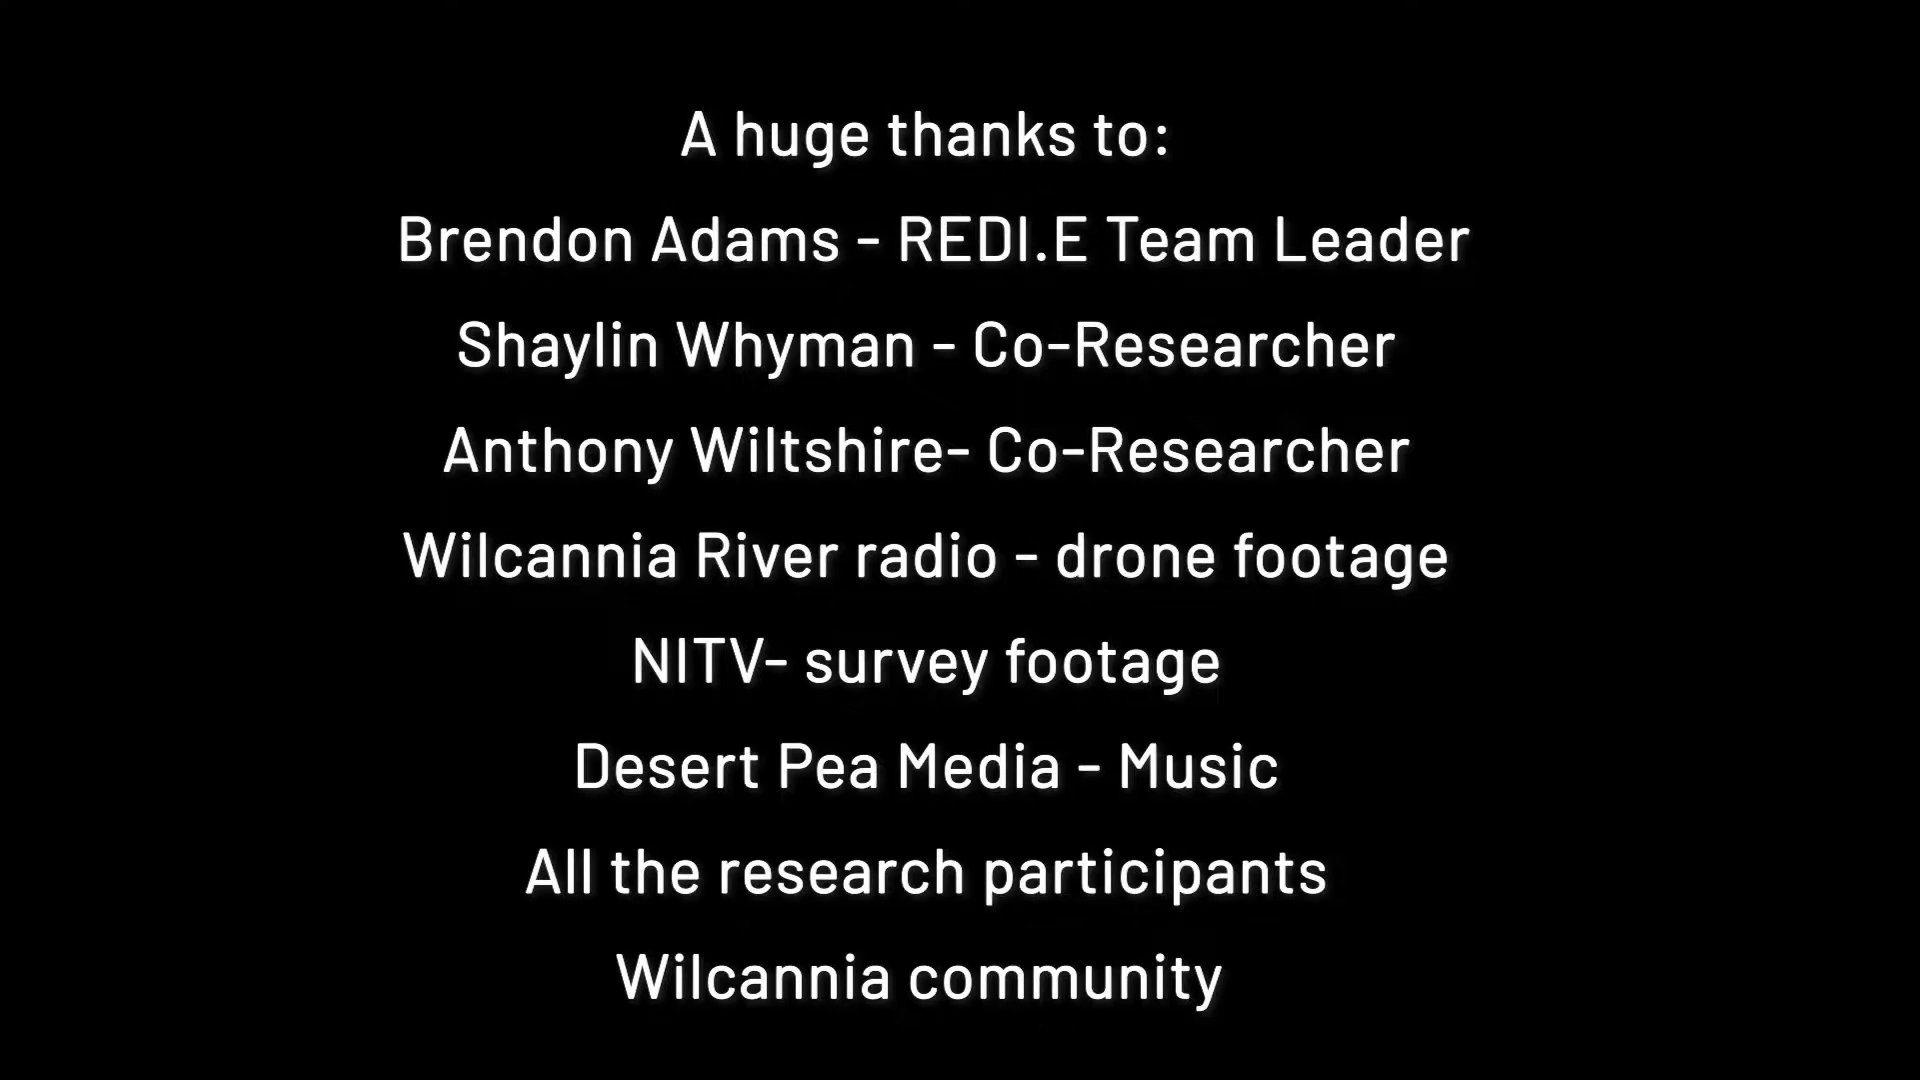 A huge thanks to:
Brendon Adams - REDI.E Team Leader
Shaylin Whyman - Co-Researcher
Anthony Wiltshire- Co-Researcher
Wilcannia River radio - drone footage
NITV- survey footage
Desert Pea Media - Music
All the research participants
Wilcannia community